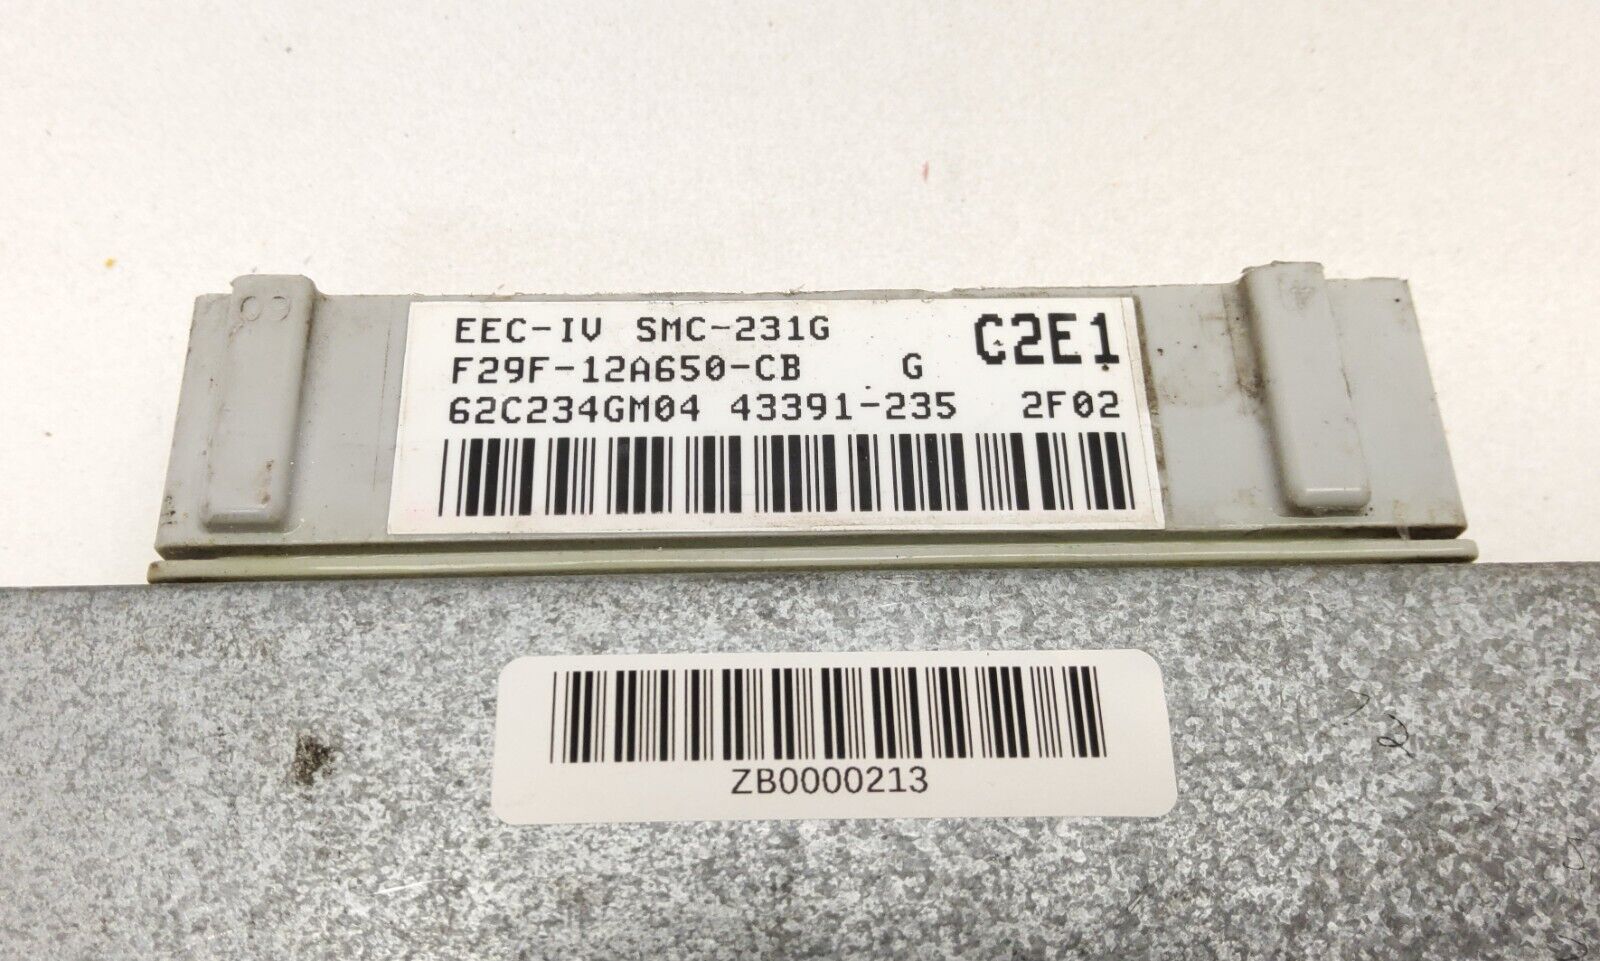 EEC-IV SMC-231G
C2E1
F29F-12A650-CB G
62C234GM04 43391-235 2F02
ZB0000213